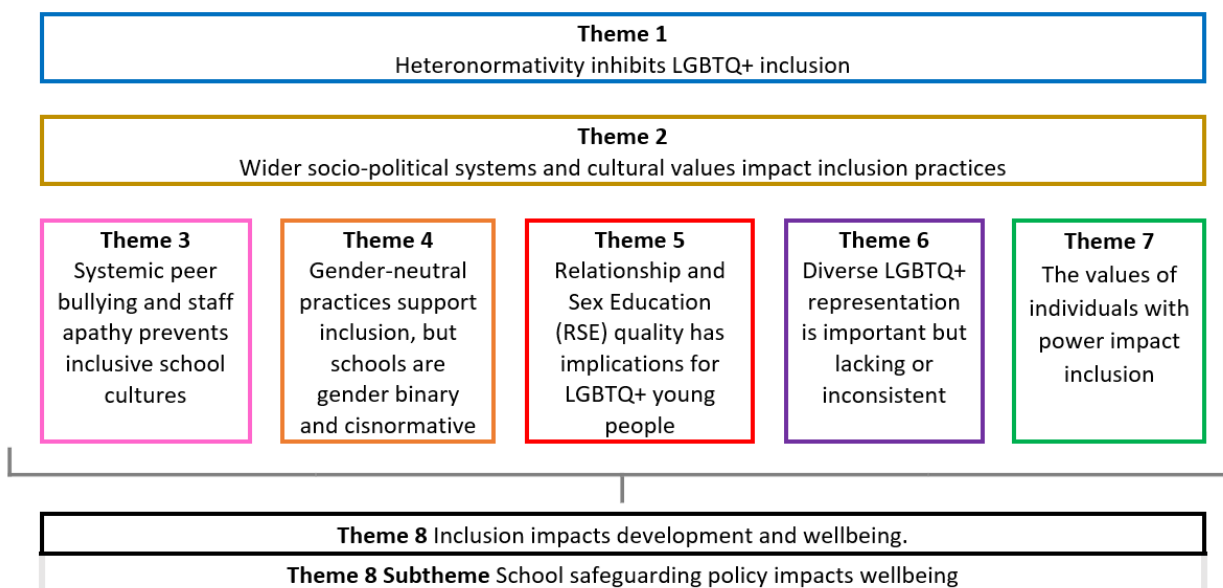 Theme 1
Heteronormativity inhibits LGBTQ+ inclusion
Theme 2
Wider socio-political systems and cultural values impact inclusion practices
Theme 3
Systemic peer
bullying and staff
apathy prevents
inclusive school
cultures
Theme 4
Gender-neutral
practices support
inclusion, but
schools are
gender binary
and cisnormative
Theme 5
Relationship and
Sex Education
(RSE) quality has
implications for
LGBTQ+ young
people
Theme 6
Diverse LGBTQ+
representation
is important but
lacking or
inconsistent
Theme 7
The values of
individuals with
power impact
inclusion
Theme 8 Inclusion impacts development and wellbeing.
Theme 8 Subtheme School safeguarding policy impacts wellbeing